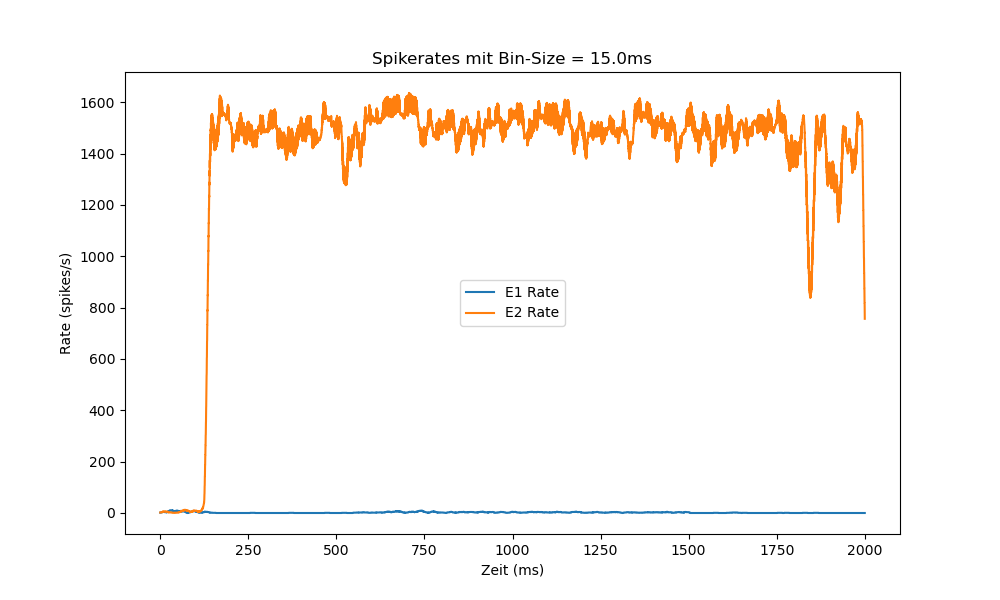 Spikerates mit Bin-Size = 15.0ms
1600
1400
1200
1000
800
600
400
200
0
Rate (spikes/s)
E1 Rate
E2 Rate
0 250 500 750 1000 1250 1500 1750 2000
Zeit (ms)